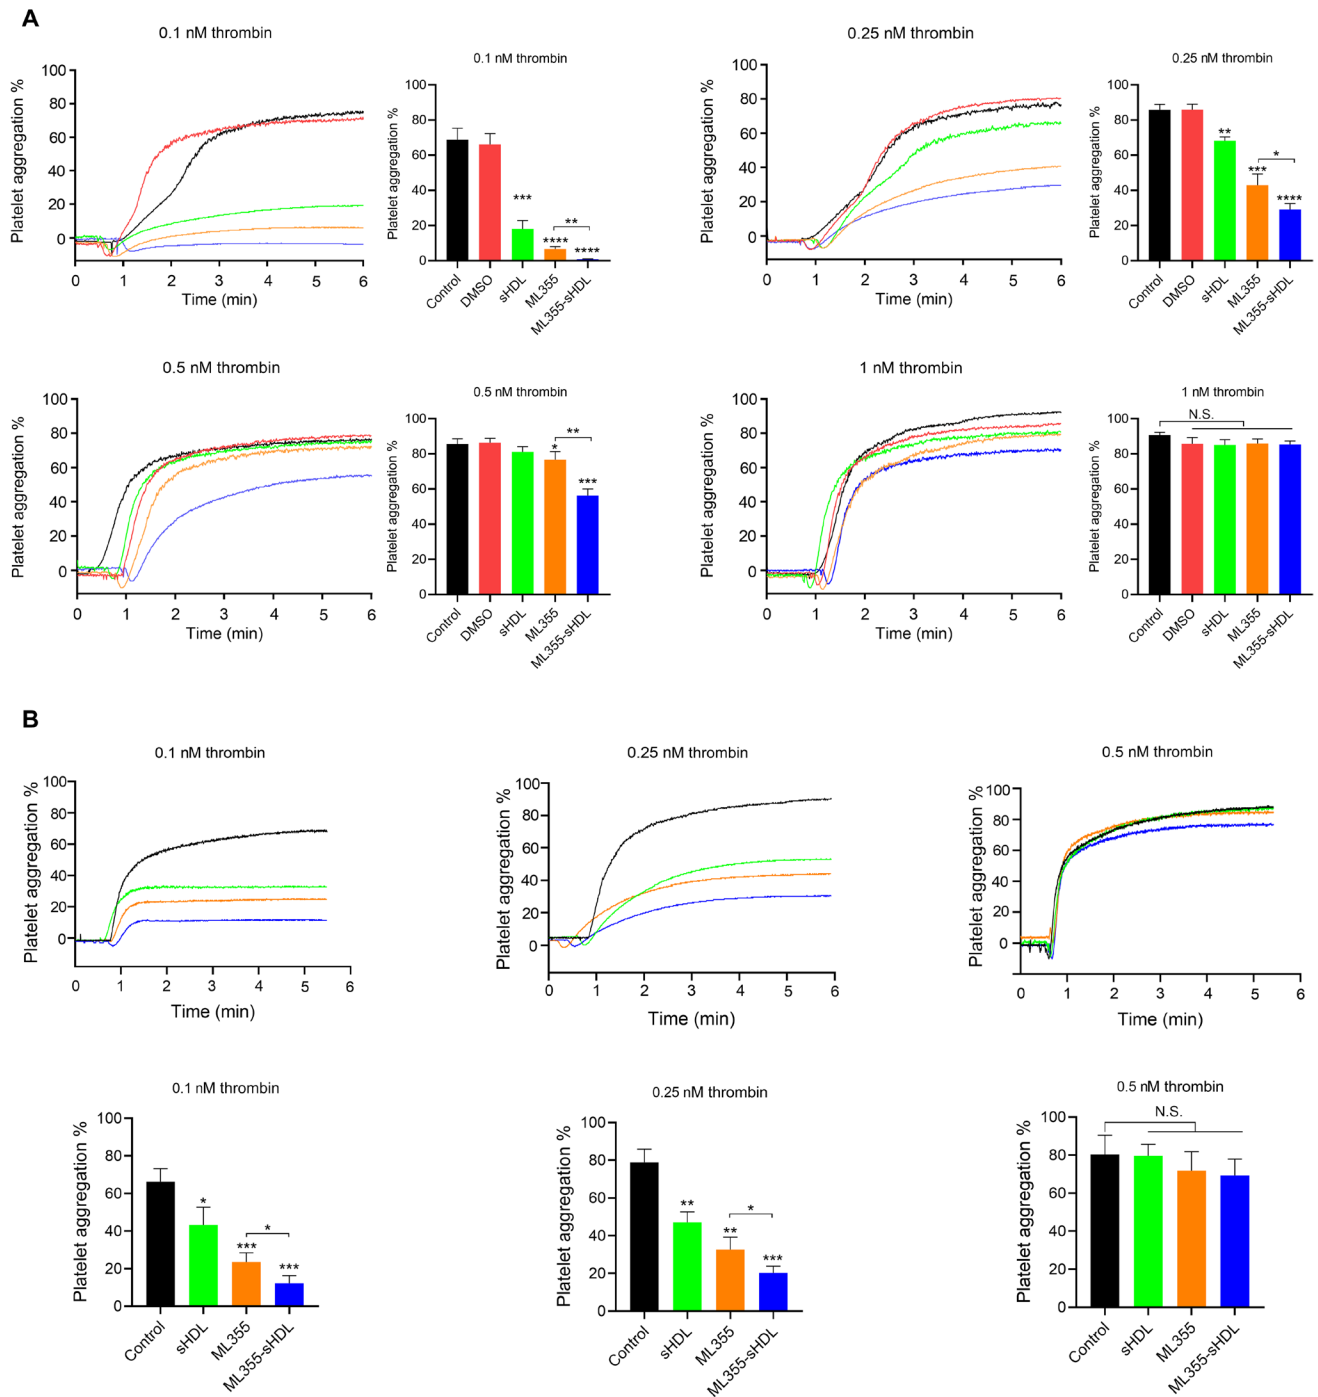 A
0.1 nM thrombin
Platelet aggregation %
100
80
60
40
20
0
0 1 2 3 4 5 6
Time (min)
0.1 nM thrombin
Platelet aggregation %
100
80
60
40
20
0
***
****
**
****
Control DMSO sHDL ML355 ML355-sHDL
0.25 nM thrombin
Platelet aggregation %
100
80
60
40
20
0
0 1 2 3 4 5 6
Time (min)
0.25 nM thrombin
Platelet aggregation %
100
80
60
40
20
0
**
***
*
****
Control DMSO sHDL ML355 ML355-sHDL
0.5 nM thrombin
Platelet aggregation %
100
80
60
40
20
0
0 1 2 3 4 5 6
Time (min)
0.5 nM thrombin
Platelet aggregation %
100
80
60
40
20
0
*
**
***
Control DMSO sHDL ML355 ML355-sHDL
1 nM thrombin
Platelet aggregation %
100
80
60
40
20
0
0 1 2 3 4 5 6
Time (min)
1 nM thrombin
Platelet aggregation %
100
80
60
40
20
0
N.S.
Control DMSO sHDL ML355 ML355-sHDL
B
0.1 nM thrombin
Platelet aggregation %
100
80
60
40
20
0
0 1 2 3 4 5 6
Time (min)
0.25 nM thrombin
Platelet aggregation %
100
80
60
40
20
0
0 1 2 3 4 5 6
Time (min)
0.5 nM thrombin
Platelet aggregation %
100
80
60
40
20
0
0 1 2 3 4 5 6
Time (min)
0.1 nM thrombin
Platelet aggregation %
100
80
60
40
20
0
*
***
*
***
Control sHDL ML355 ML355-sHDL
0.25 nM thrombin
Platelet aggregation %
100
80
60
40
20
0
**
**
*
***
Control sHDL ML355 ML355-sHDL
0.5 nM thrombin
Platelet aggregation %
100
80
60
40
20
0
N.S.
Control sHDL ML355 ML355-sHDL